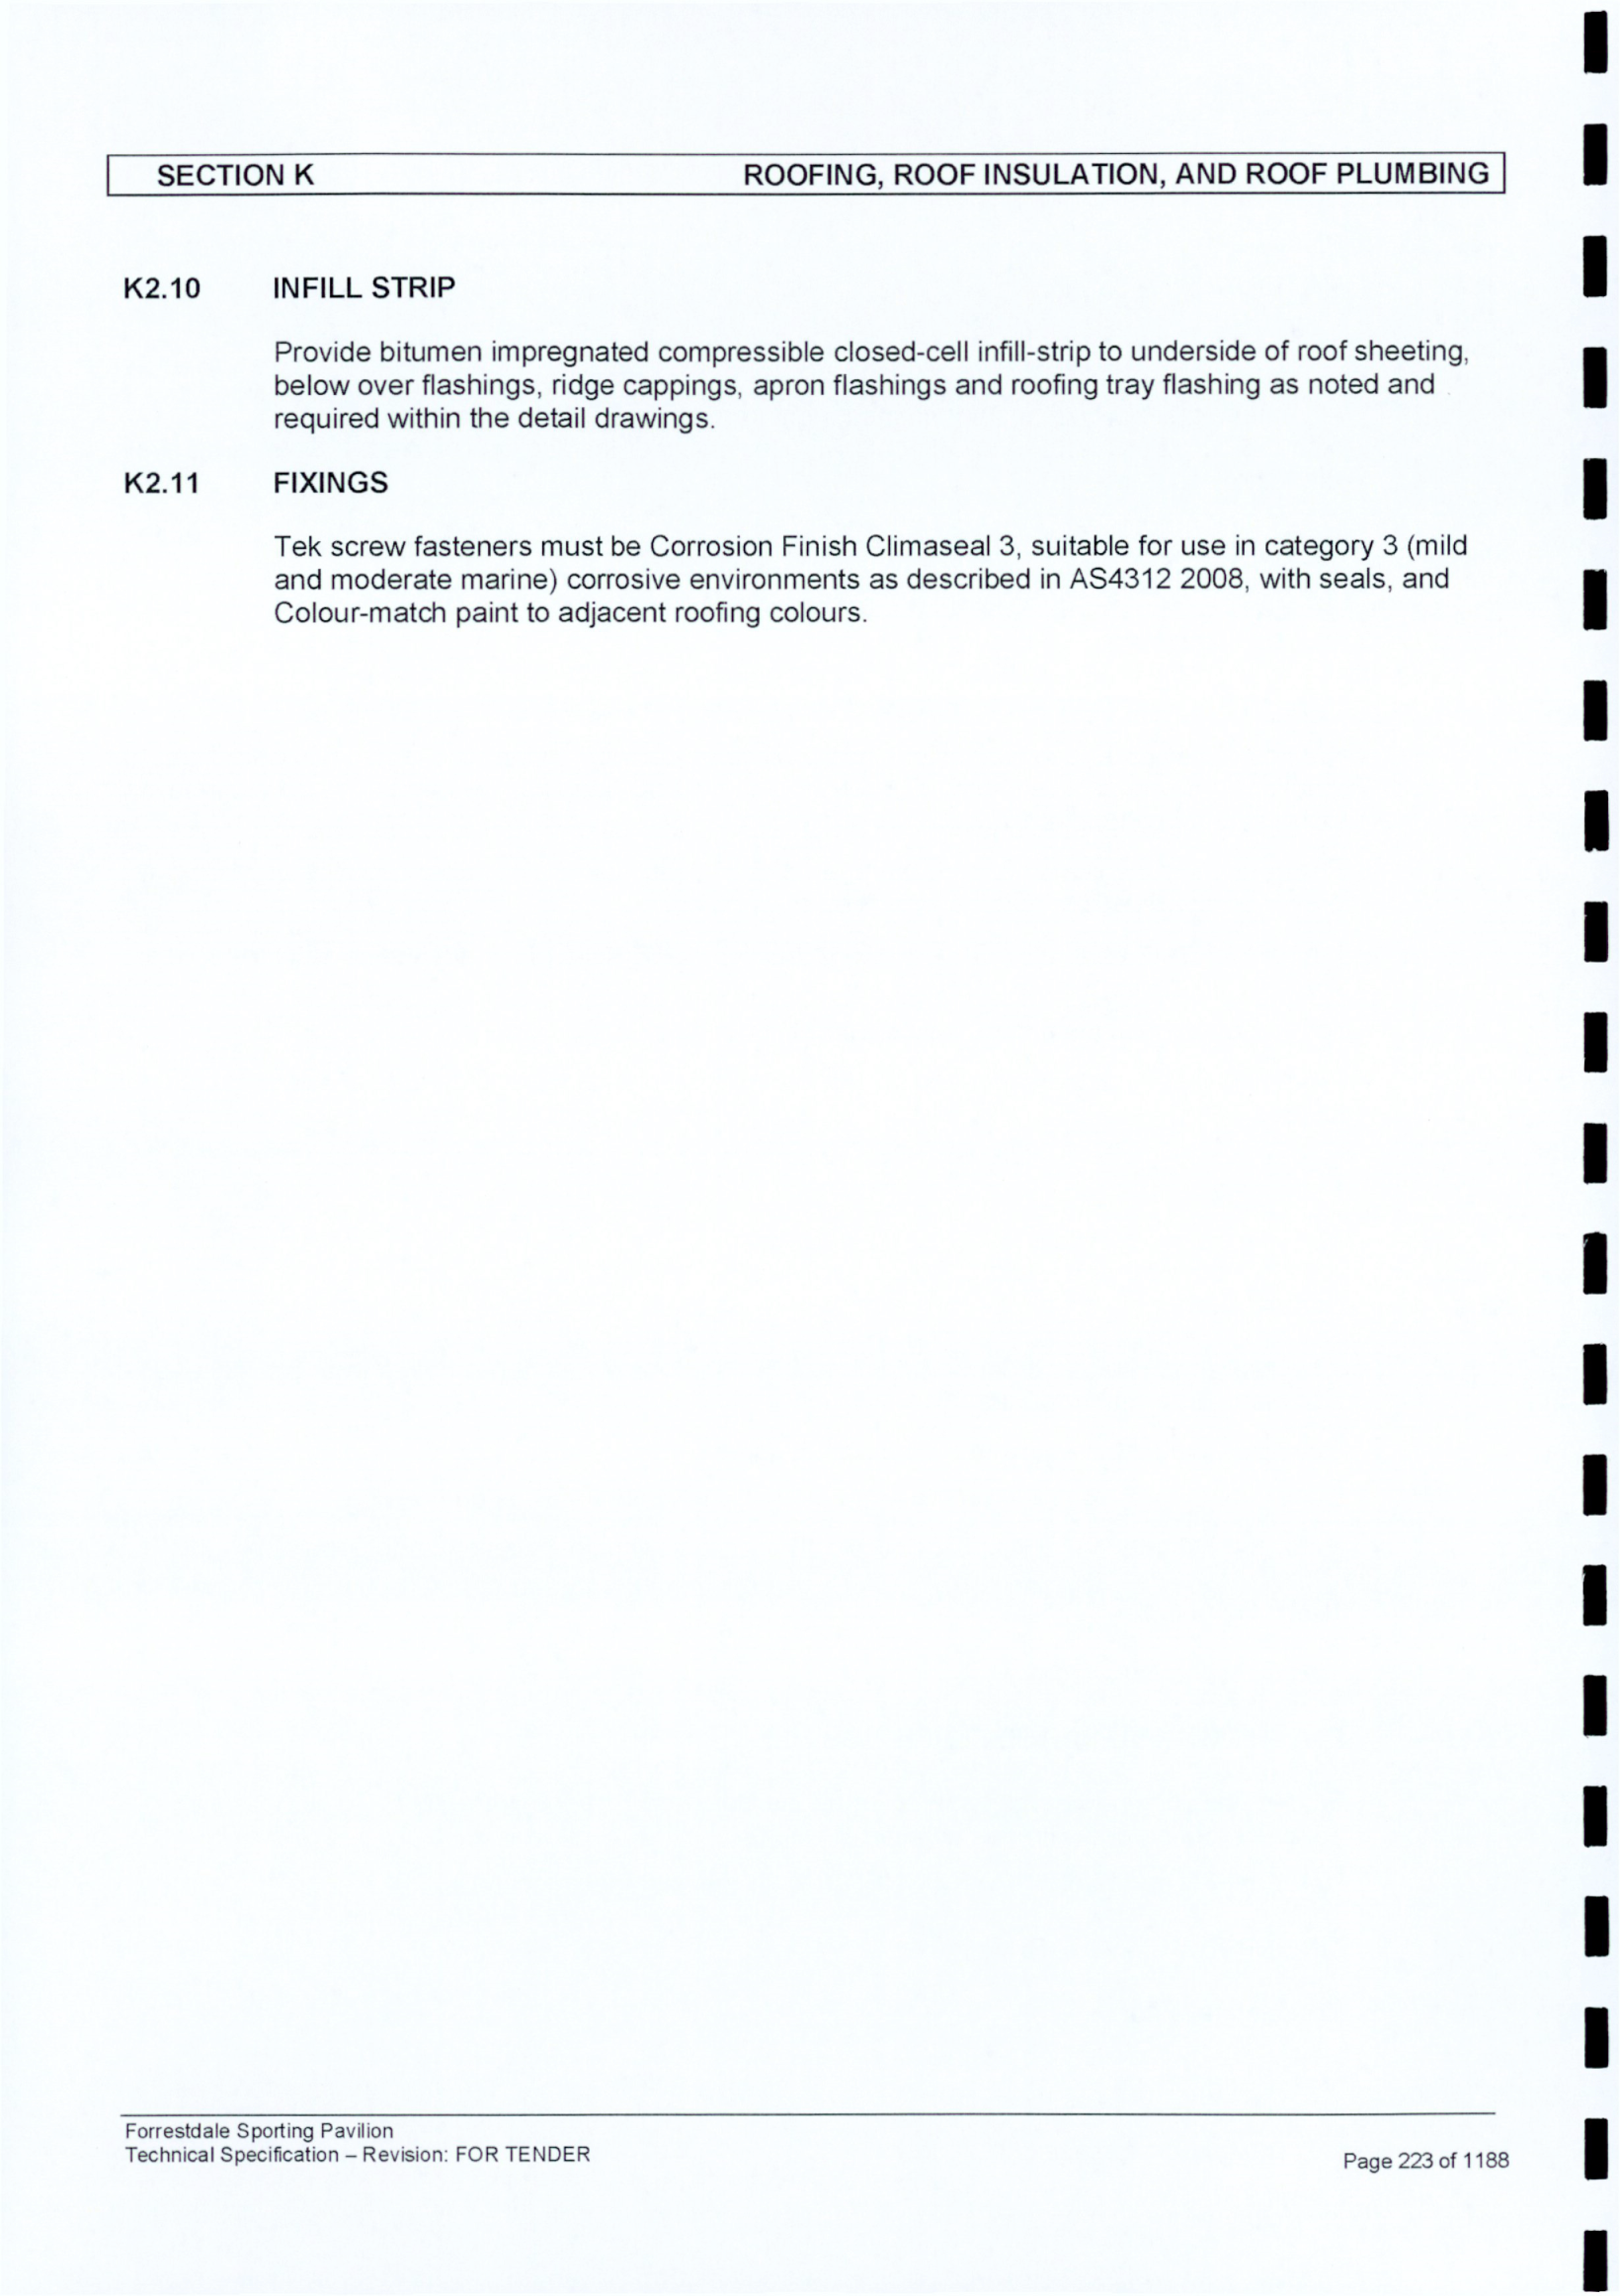 SECTION K ROOFING, ROOF INSULATION, AND ROOF PLUMBING
K2.10 INFILL STRIP
Provide bitumen impregnated compressible closed-cell infill-strip to underside of roof sheeting,
below over flashings, ridge cappings, apron flashings and roofing tray flashing as noted and
required within the detail drawings.
K2.11 FIXINGS
Tek screw fasteners must be Corrosion Finish Climaseal 3, suitable for use in category 3 (mild
and moderate marine) corrosive environments as described in AS4312 2008, with seals, and
Colour-match paint to adjacent roofing colours.
Forrestdale Sporting Pavilion
Technical Specification – Revision: FOR TENDER
Page 223 of 1188